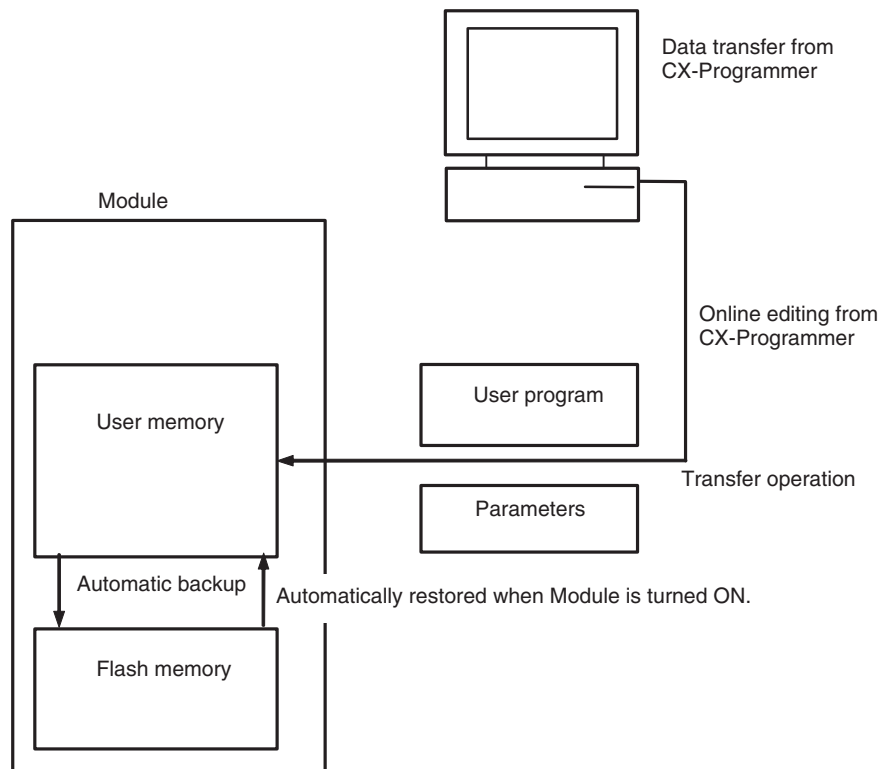 Data transfer from
CX-Programmer
Module
Online editing from
CX-Programmer
User program
User memory
Transfer operation
Parameters
Automatic backup
Automatically restored when Module is turned ON.
Flash memory